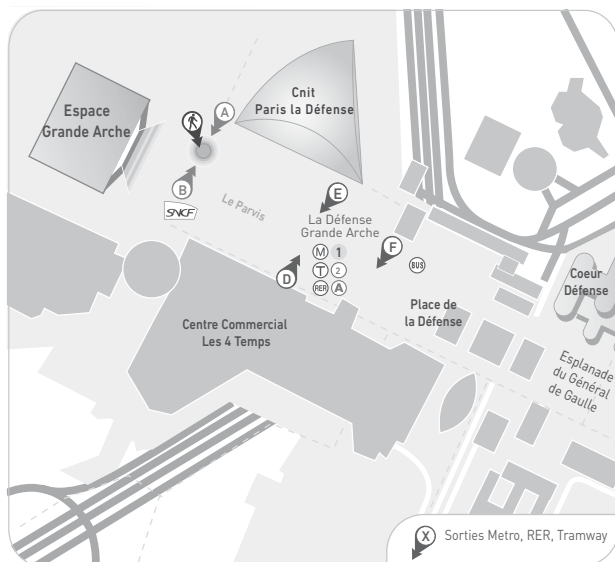 Espace
Grande Arche
A
Cnit
Paris la Défense
B
SNCF
Le Parvis
E
La Défense
Grande Arche
M 1
T 2
RER A
D
F
BUS
Coeur
Défense
Place de
la Défense
Centre Commercial
Les 4 Temps
Esplanade
du Général
de Gaulle
X Sorties Metro, RER, Tramway